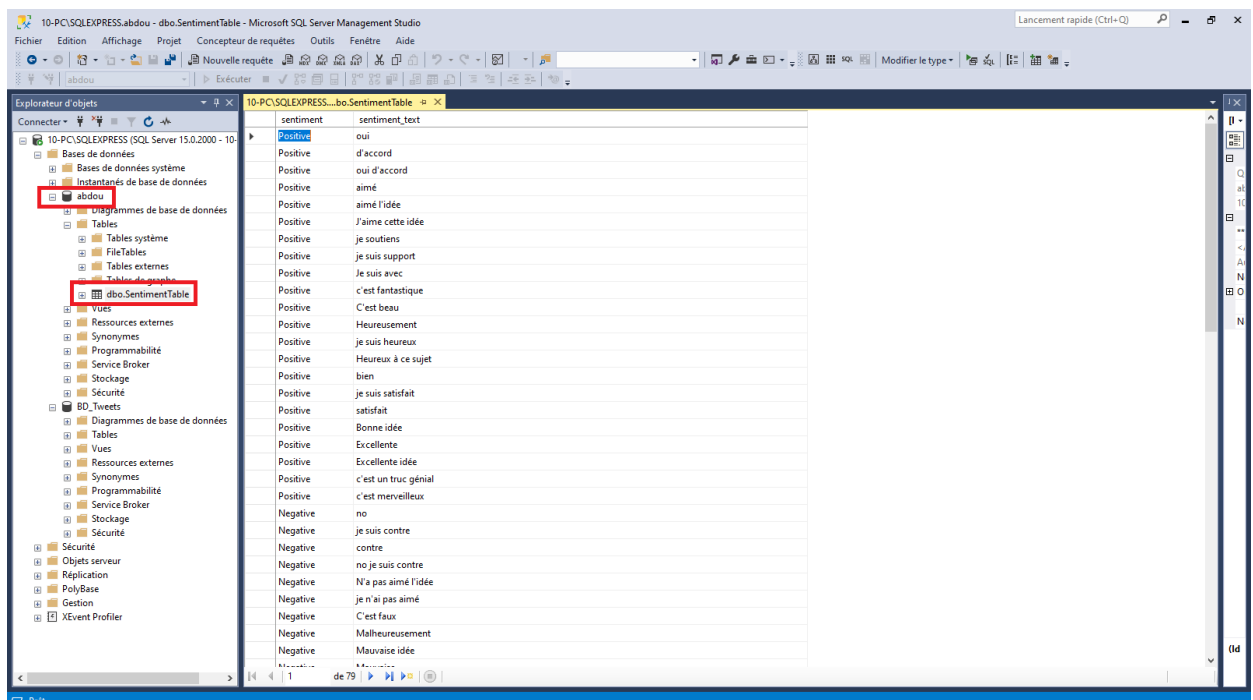 10-PC\SQLEXPRESS.abdou - dbo.SentimentTable - Microsoft SQL Server Management Studio
Lancement rapide (Ctrl+Q)
Fichier Edition Affichage Projet Concepteur de requêtes Outils Fenêtre Aide
Nouvelle requête Modifier le type
abdou Exécuter
Explorateur d'objets
Connecter
10-PC\SQLEXPRESS (SQL Server 15.0.2000 - 10-
Bases de données
Bases de données système
Instantanés de base de données
abdou
Diagrammes de base de données
Tables
Tables système
FileTables
Tables externes
Tables de graphe
dbo.SentimentTable
Vues
Ressources externes
Synonymes
Programmabilité
Service Broker
Stockage
Sécurité
BD_Tweets
Diagrammes de base de données
Tables
Vues
Ressources externes
Synonymes
Programmabilité
Service Broker
Stockage
Sécurité
Sécurité
Objets serveur
Réplication
PolyBase
Gestion
XEvent Profiler
10-PC\SQLEXPRESS....bo.SentimentTable
sentiment sentiment_text
Positive oui
Positive d'accord
Positive oui d'accord
Positive aimé
Positive aimé l'idée
Positive J'aime cette idée
Positive je soutiens
Positive je suis support
Positive Je suis avec
Positive c'est fantastique
Positive C'est beau
Positive Heureusement
Positive je suis heureux
Positive Heureux à ce sujet
Positive bien
Positive je suis satisfait
Positive satisfait
Positive Bonne idée
Positive Excellente
Positive Excellente idée
Positive c'est un truc génial
Positive c'est merveilleux
Negative no
Negative je suis contre
Negative contre
Negative no je suis contre
Negative N'a pas aimé l'idée
Negative je n'ai pas aimé
Negative C'est faux
Negative Malheureusement
Negative Mauvaise idée
1 de 79